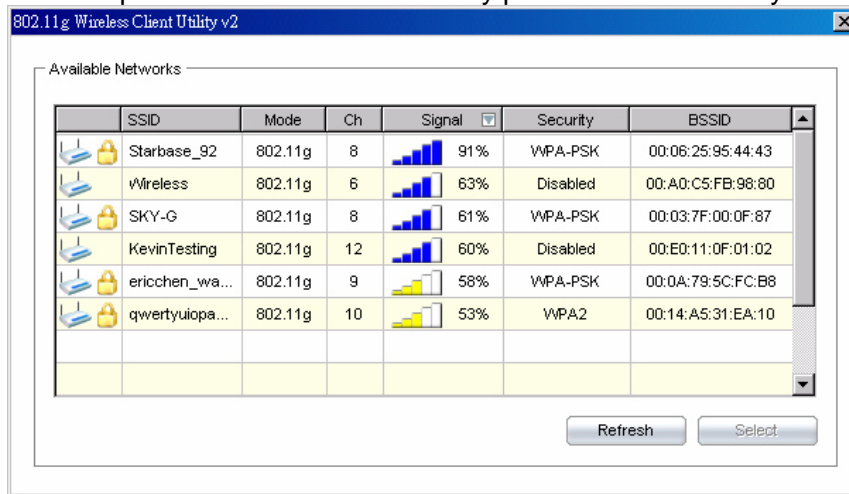 802.11g Wireless Client Utility v2
Available Networks
SSID Mode Ch Signal Security BSSID
Starbase_92 802.11g 8 91% WPA-PSK 00:06:25:95:44:43
Wireless 802.11g 6 63% Disabled 00:A0:C5:FB:98:80
SKY-G 802.11g 8 61% WPA-PSK 00:03:7F:00:0F:87
KevinTesting 802.11g 12 60% Disabled 00:E0:11:0F:01:02
ericchen_wa... 802.11g 9 58% WPA-PSK 00:0A:79:5C:FC:B8
qwertyuiopa... 802.11g 10 53% WPA2 00:14:A5:31:EA:10
Refresh Select